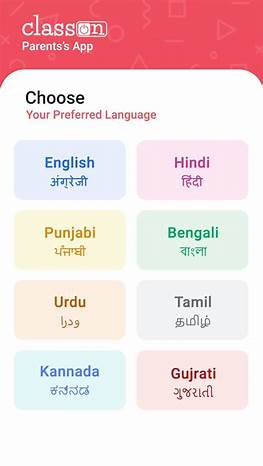 classon
Parents's App
Choose
Your Preferred Language
English
अंग्रेजी
Hindi
हिंदी
Punjabi
ਪੰਜਾਬੀ
Bengali
বাংলা
Urdu
ودرا
Tamil
தமிழ்
Kannada
ಕನ್ನಡ
Gujrati
ગુજરાતી